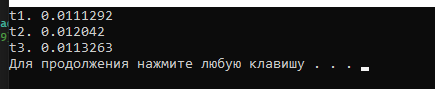 t1. 0.0111292
t2. 0.012042
t3. 0.0113263
Для продолжения нажмите любую клавишу . . .